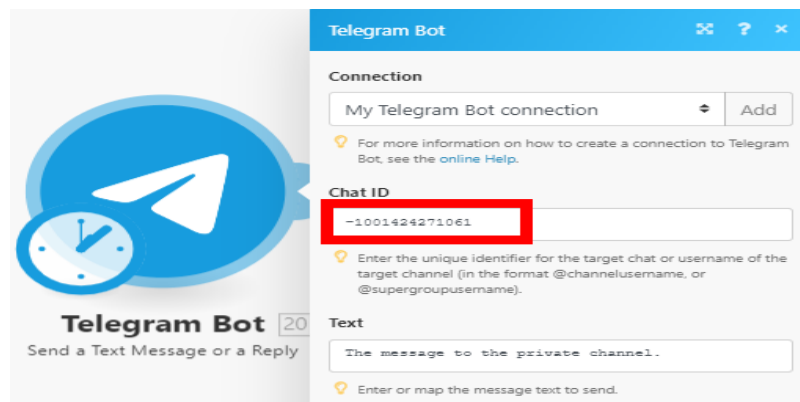 Telegram Bot
Connection
My Telegram Bot connection
Add
For more information on how to create a connection to Telegram
Bot, see the online Help.
Chat ID
-1001424271061
Enter the unique identifier for the target chat or username of the
target channel (in the format @channelusername, or
@supergroupusername).
Text
The message to the private channel.
Enter or map the message text to send.
Telegram Bot 20
Send a Text Message or a Reply